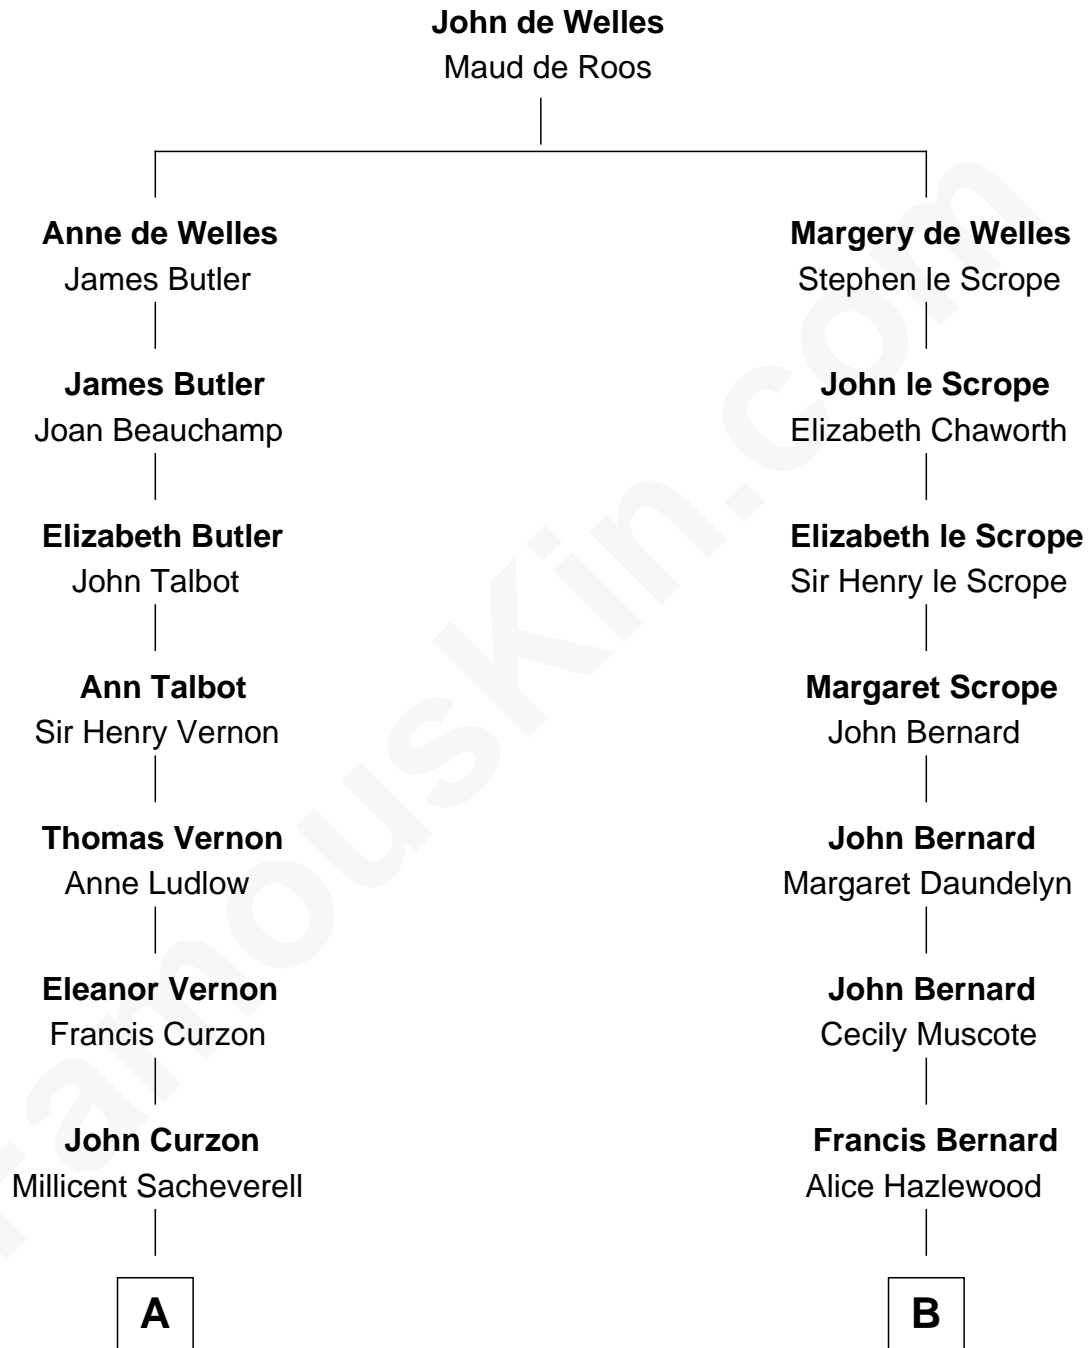 John de Welles
Maud de Roos
Anne de Welles
James Butler
Margery de Welles
Stephen le Scrope
James Butler
Joan Beauchamp
John le Scrope
Elizabeth Chaworth
Elizabeth Butler
John Talbot
Elizabeth le Scrope
Sir Henry le Scrope
Ann Talbot
Sir Henry Vernon
Margaret Scrope
John Bernard
Thomas Vernon
Anne Ludlow
John Bernard
Margaret Daundelyn
Eleanor Vernon
Francis Curzon
John Bernard
Cecily Muscote
John Curzon
Millicent Sacheverell
Francis Bernard
Alice Hazlewood
A
B
FamousKin.com